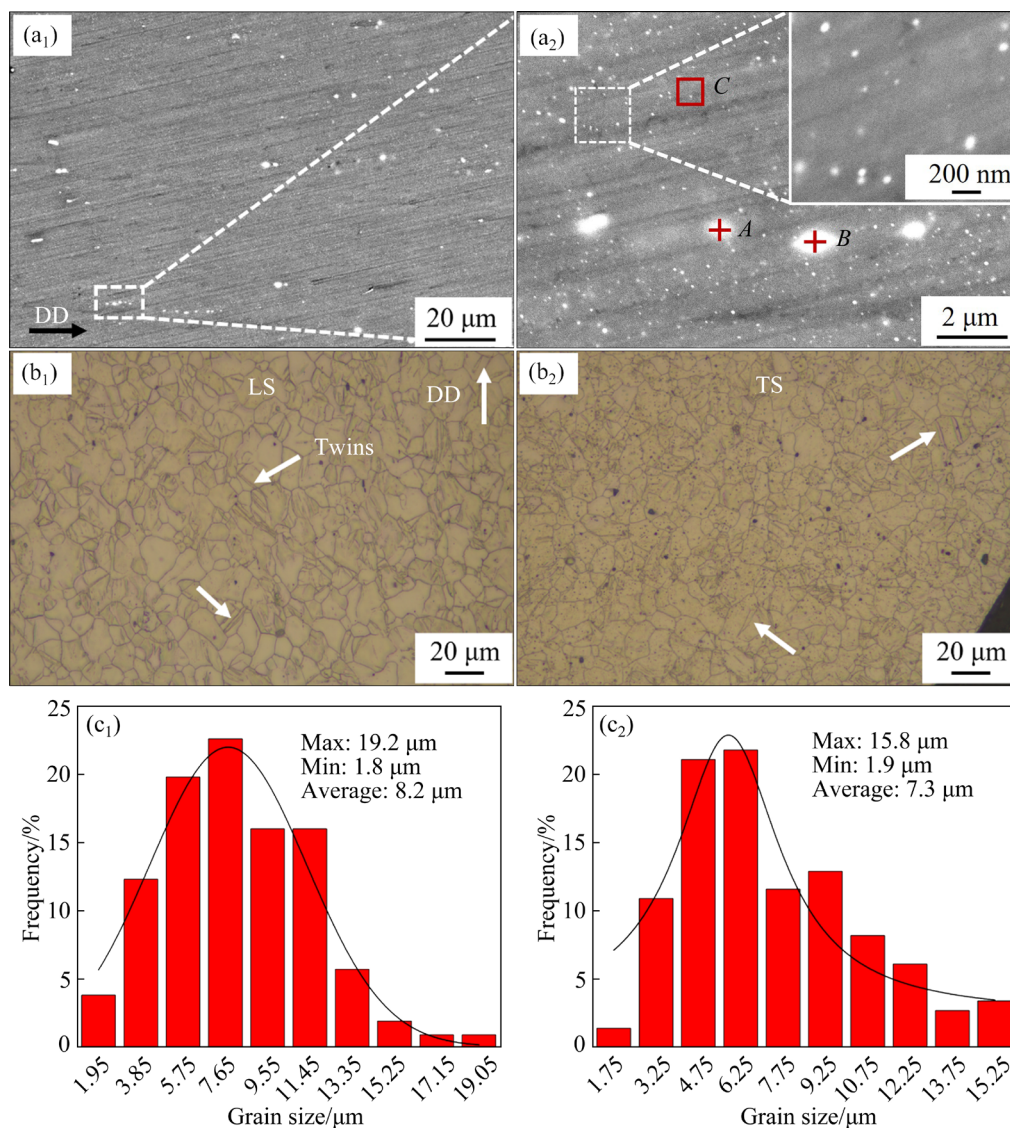 (a₁)
DD
20 μm
(a₂)
C
A
B
200 nm
2 μm
(b₁)
LS
DD
Twins
20 μm
(b₂)
TS
20 μm
(c₁)
Max: 19.2 μm
Min: 1.8 μm
Average: 8.2 μm
Frequency/%
25
20
15
10
5
0
1.95 3.85 5.75 7.65 9.55 11.45 13.35 15.25 17.15 19.05
Grain size/μm
(c₂)
Max: 15.8 μm
Min: 1.9 μm
Average: 7.3 μm
Frequency/%
25
20
15
10
5
0
1.75 3.25 4.75 6.25 7.75 9.25 10.75 12.25 13.75 15.25
Grain size/μm